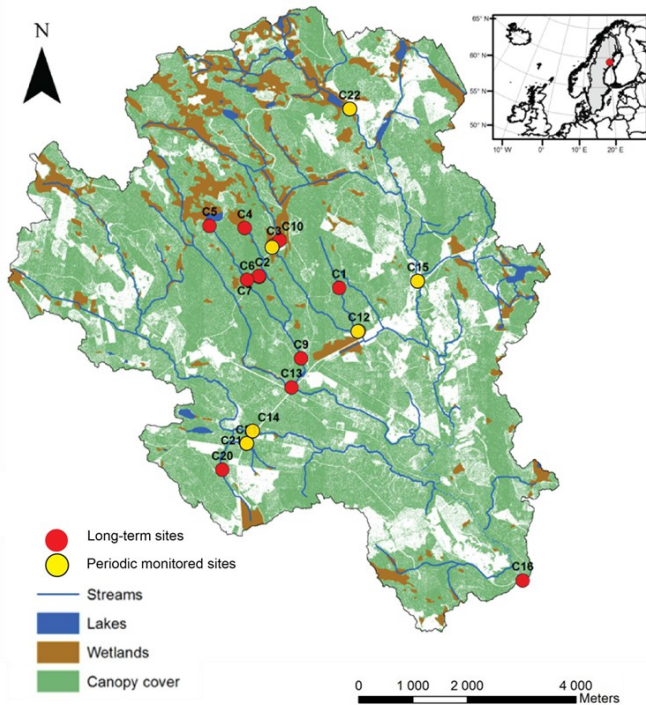 N
65° N
60° N
55° N
50° N
10° W
0°
10° E
20° E
C22
C5
C4
C3
C10
C6
C2
C7
C1
C15
C12
C9
C13
C14
C21
C20
C16
Long-term sites
Periodic monitored sites
Streams
Lakes
Wetlands
Canopy cover
0 1 000 2 000 4 000
Meters